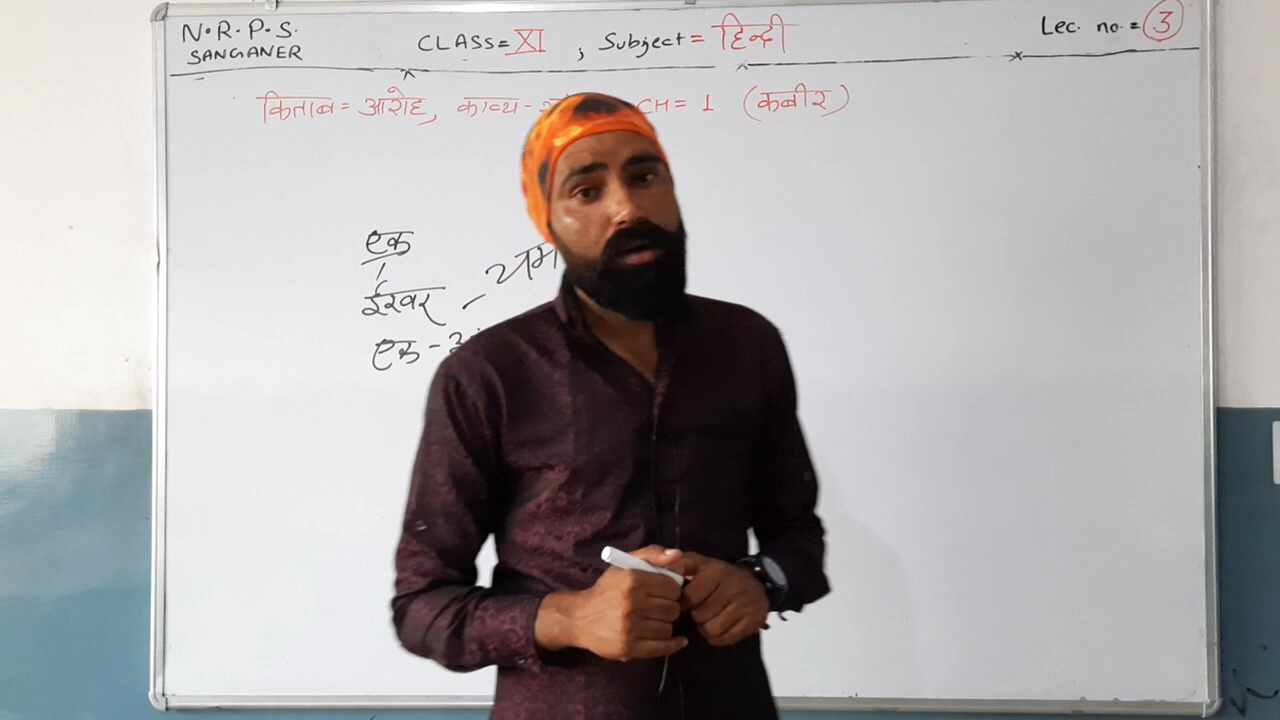 N.R.P.S. CLASS= XI , Subject = हिन्दी Lec. no. = 3
SANGANER
किताब = आरोह, काव्य- CH = 1 (कबीर)
एक
ईश्वर -
एक -